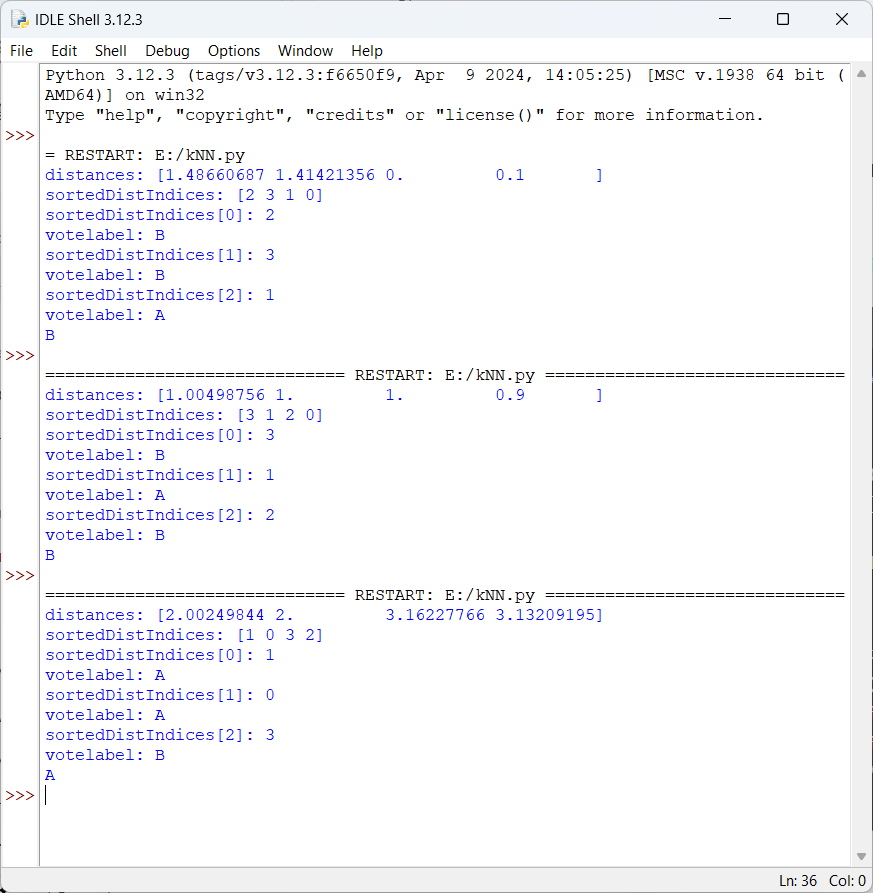 IDLE Shell 3.12.3
File Edit Shell Debug Options Window Help
Python 3.12.3 (tags/v3.12.3:f6650f9, Apr  9 2024, 14:05:25) [MSC v.1938 64 bit (
AMD64)] on win32
Type "help", "copyright", "credits" or "license()" for more information.
>>>
= RESTART: E:/kNN.py
distances: [1.48660687 1.41421356 0.         0.1       ]
sortedDistIndices: [2 3 1 0]
sortedDistIndices[0]: 2
votelabel: B
sortedDistIndices[1]: 3
votelabel: B
sortedDistIndices[2]: 1
votelabel: A
B
>>>
============================== RESTART: E:/kNN.py ==============================
distances: [1.00498756 1.         1.         0.9       ]
sortedDistIndices: [3 1 2 0]
sortedDistIndices[0]: 3
votelabel: B
sortedDistIndices[1]: 1
votelabel: A
sortedDistIndices[2]: 2
votelabel: B
B
>>>
============================== RESTART: E:/kNN.py ==============================
distances: [2.00249844 2.         3.16227766 3.13209195]
sortedDistIndices: [1 0 3 2]
sortedDistIndices[0]: 1
votelabel: A
sortedDistIndices[1]: 0
votelabel: A
sortedDistIndices[2]: 3
votelabel: B
A
>>>
Ln: 36 Col: 0